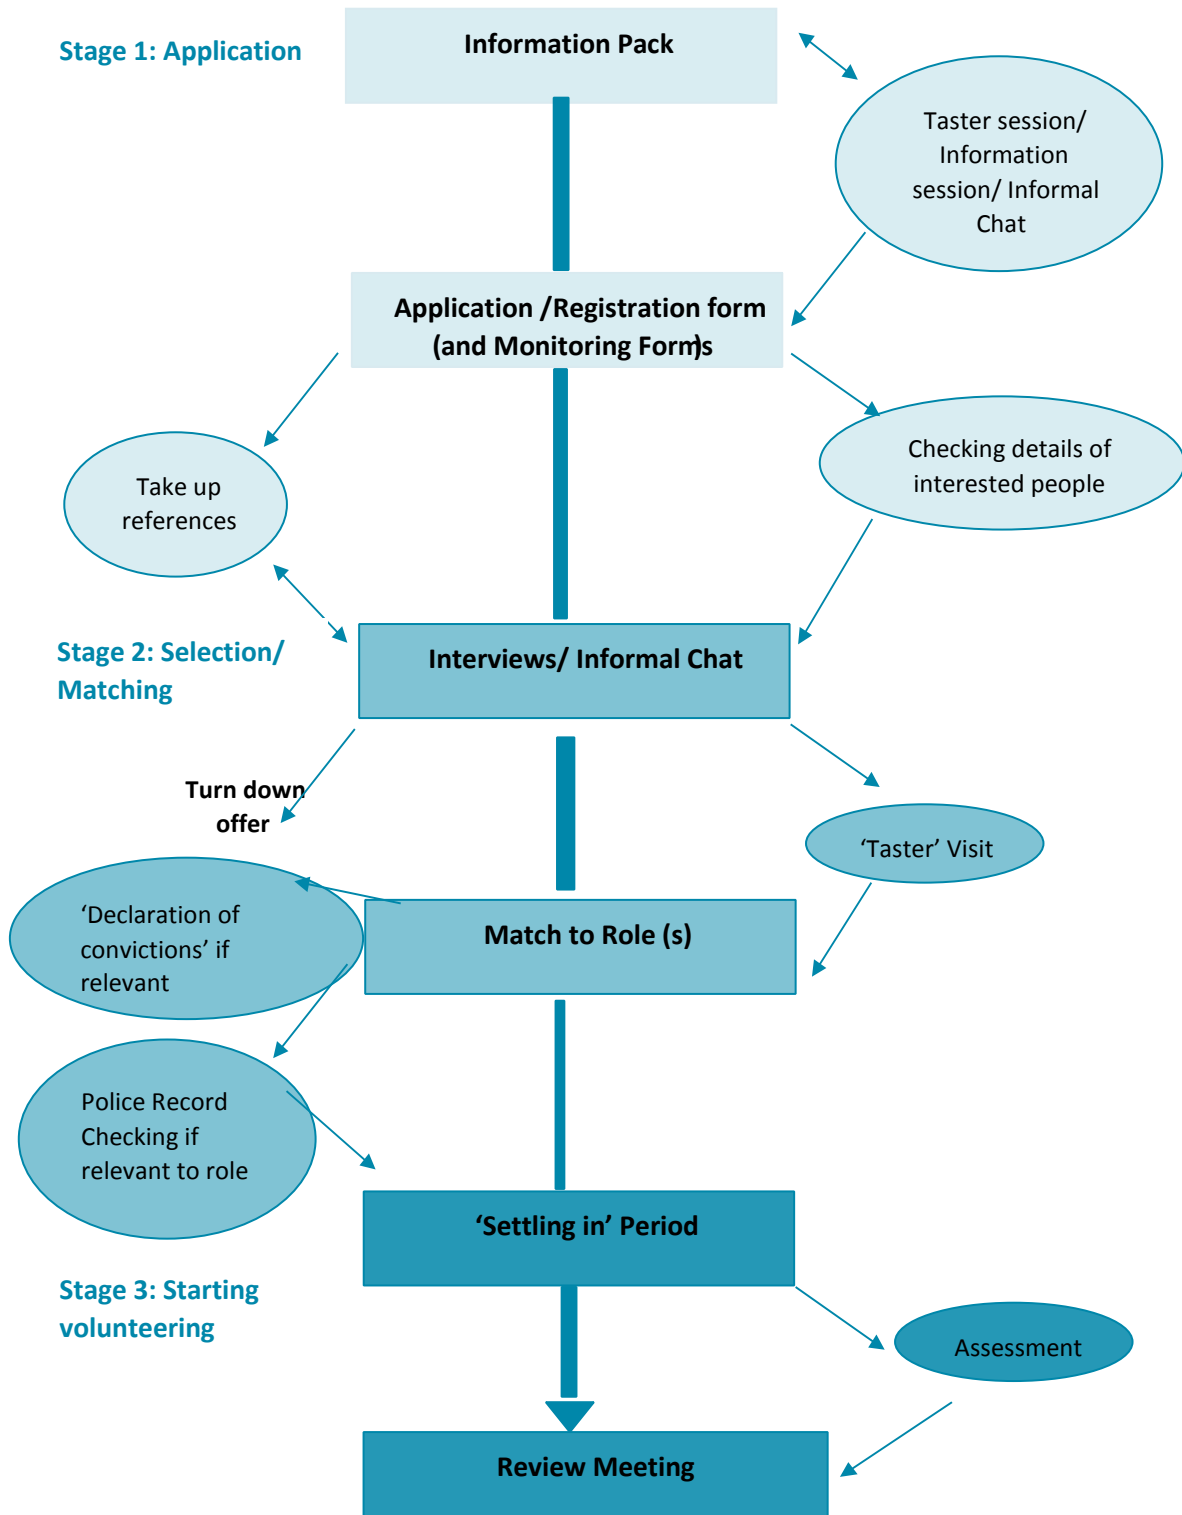 Stage 1: Application
Information Pack
Taster session/
Information
session/ Informal
Chat
Application /Registration form
(and Monitoring Forms)
Take up
references
Checking details of
interested people
Stage 2: Selection/
Matching
Interviews/ Informal Chat
Turn down
offer
‘Taster’ Visit
‘Declaration of
convictions’ if
relevant
Match to Role (s)
Police Record
Checking if
relevant to role
‘Settling in’ Period
Stage 3: Starting
volunteering
Assessment
Review Meeting